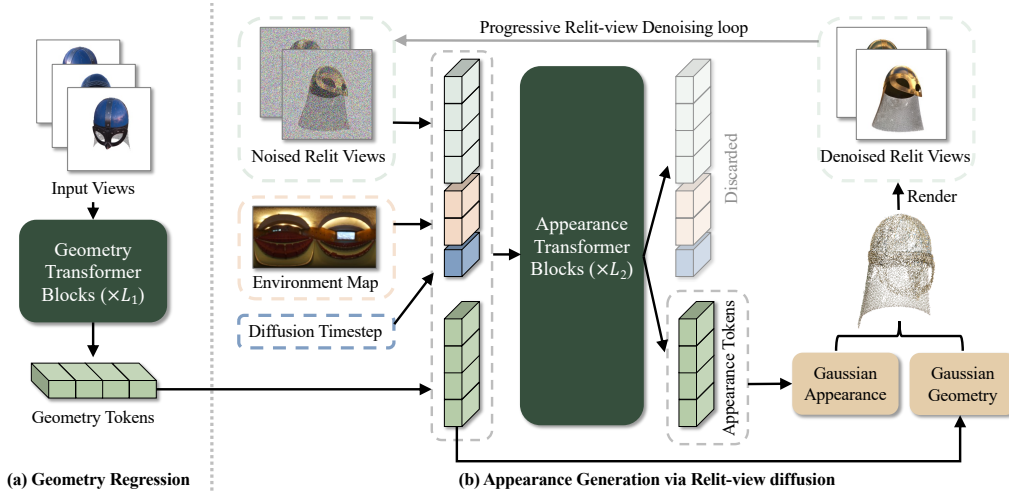 Progressive Relit-view Denoising loop
Input Views
Geometry
Transformer
Blocks (×L₁)
Geometry Tokens
(a) Geometry Regression
Noised Relit Views
Environment Map
Diffusion Timestep
Appearance
Transformer
Blocks (×L₂)
Discarded
Appearance Tokens
Denoised Relit Views
Render
Gaussian
Appearance
Gaussian
Geometry
(b) Appearance Generation via Relit-view diffusion